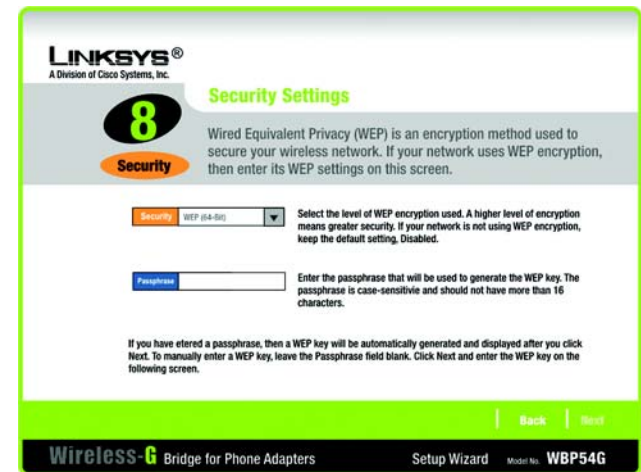 LINKSYS®
A Division of Cisco Systems, Inc.
8
Security
Security Settings
Wired Equivalent Privacy (WEP) is an encryption method used to
secure your wireless network. If your network uses WEP encryption,
then enter its WEP settings on this screen.
Security WEP (64-Bit)
Select the level of WEP encryption used. A higher level of encryption
means greater security. If your network is not using WEP encryption,
keep the default setting, Disabled.
Passphrase
Enter the passphrase that will be used to generate the WEP key. The
passphrase is case-sensitivie and should not have more than 16
characters.
If you have etered a passphrase, then a WEP key will be automatically generated and displayed after you click
Next. To manually enter a WEP key, leave the Passphrase field blank. Click Next and enter the WEP key on the
following screen.
Back Next
Wireless-G Bridge for Phone Adapters Setup Wizard Model No. WBP54G